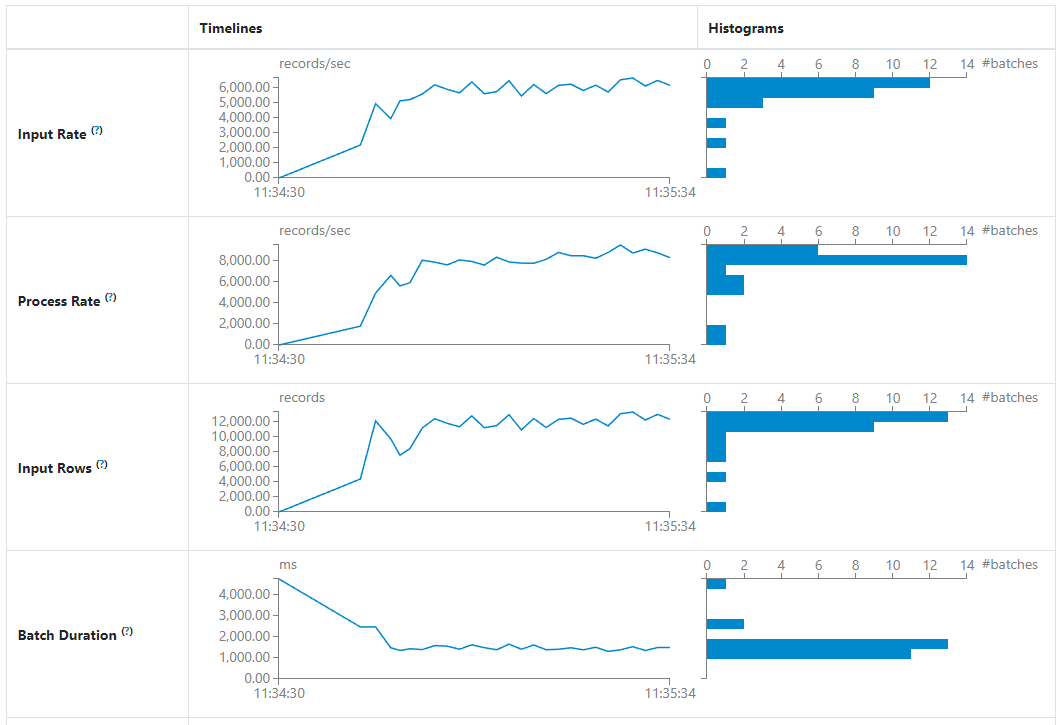 Timelines
Histograms
Input Rate (?)
records/sec
6,000.00
5,000.00
4,000.00
3,000.00
2,000.00
1,000.00
0.00
11:34:30
11:35:34
0 2 4 6 8 10 12 14 #batches
Process Rate (?)
records/sec
8,000.00
6,000.00
4,000.00
2,000.00
0.00
11:34:30
11:35:34
0 2 4 6 8 10 12 14 #batches
Input Rows (?)
records
12,000.00
10,000.00
8,000.00
6,000.00
4,000.00
2,000.00
0.00
11:34:30
11:35:34
0 2 4 6 8 10 12 14 #batches
Batch Duration (?)
ms
4,000.00
3,000.00
2,000.00
1,000.00
0.00
11:34:30
11:35:34
0 2 4 6 8 10 12 14 #batches